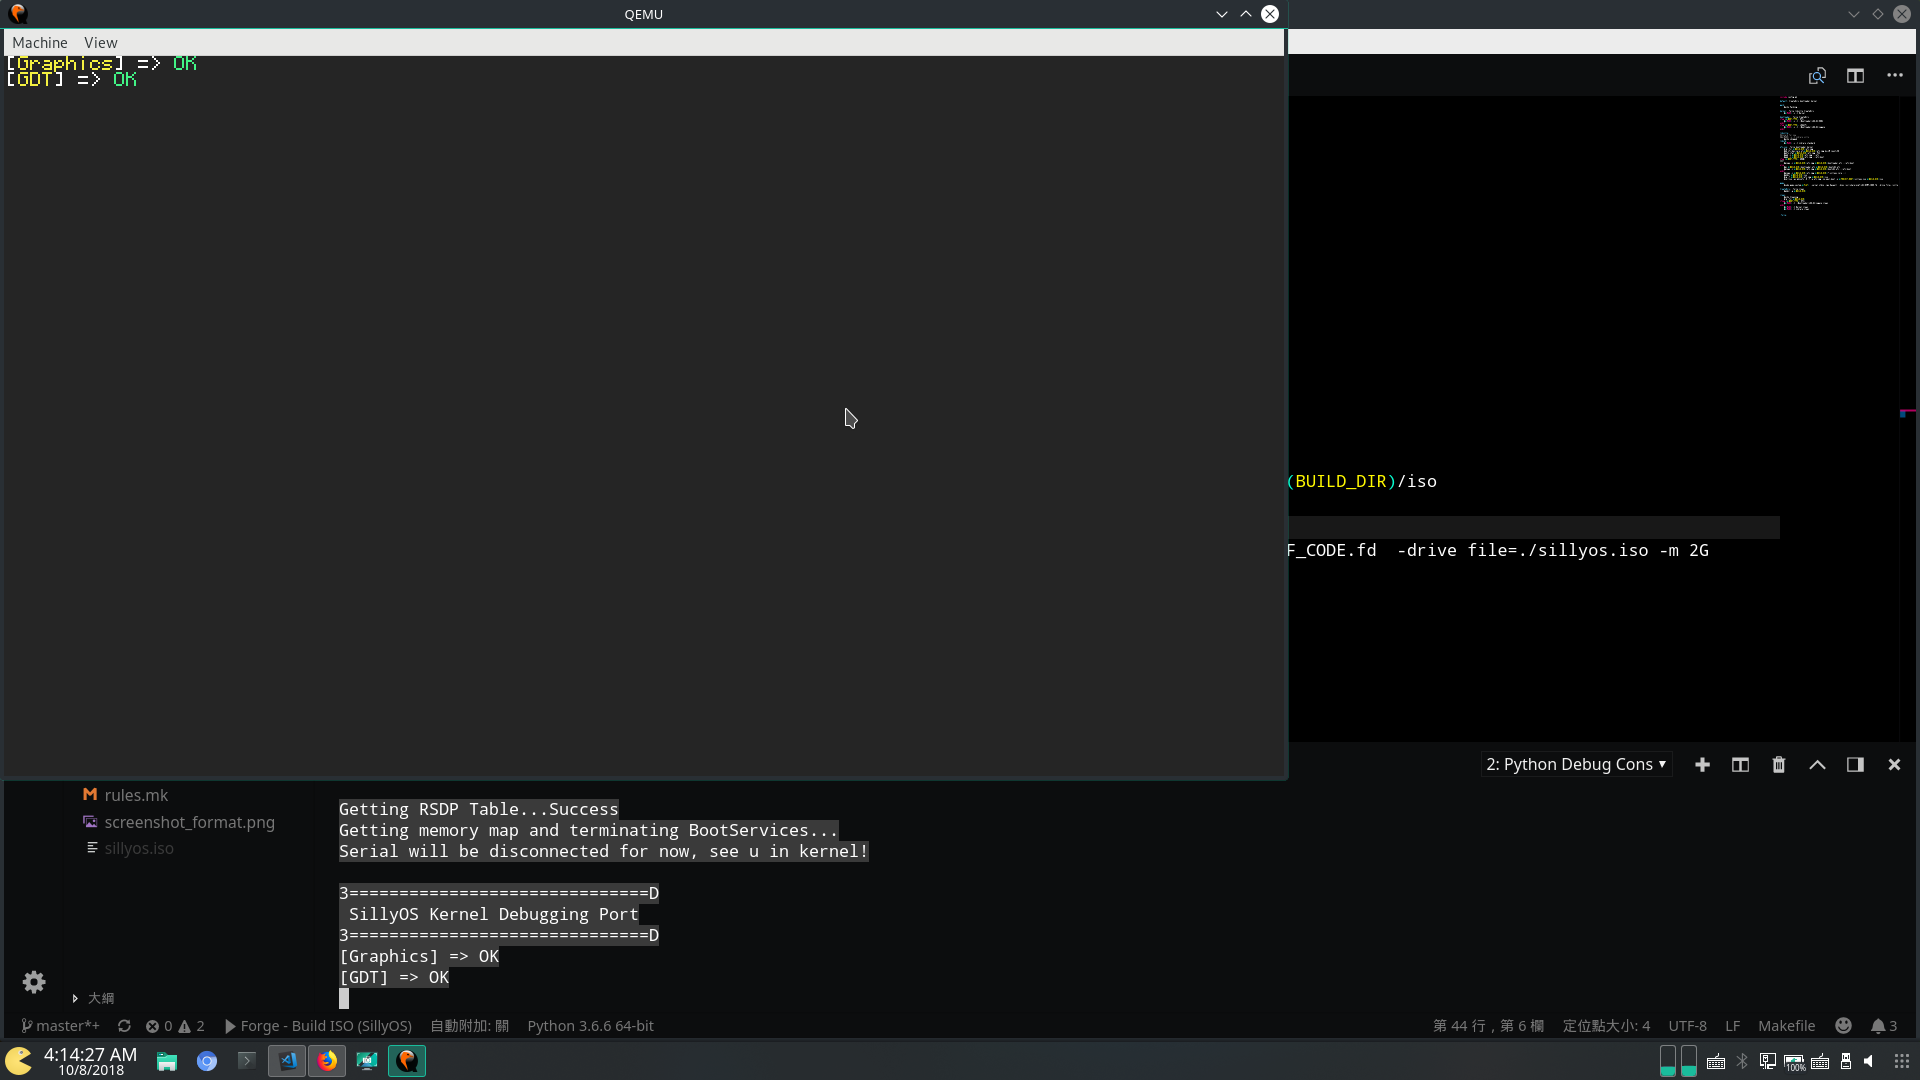 QEMU
Machine View
[Graphics] => OK
[GDT] => OK
(BUILD_DIR)/iso
F_CODE.fd  -drive file=./sillyos.iso -m 2G
2: Python Debug Cons
rules.mk
screenshot_format.png
sillyos.iso
大綱
Getting RSDP Table...Success
Getting memory map and terminating BootServices...
Serial will be disconnected for now, see u in kernel!
3==============================D
 SillyOS Kernel Debugging Port
3==============================D
[Graphics] => OK
[GDT] => OK
master*+ 0 2 Forge - Build ISO (SillyOS) 自動附加: 關 Python 3.6.6 64-bit 第 44 行，第 6 欄 定位點大小: 4 UTF-8 LF Makefile 3
4:14:27 AM
10/8/2018
100%